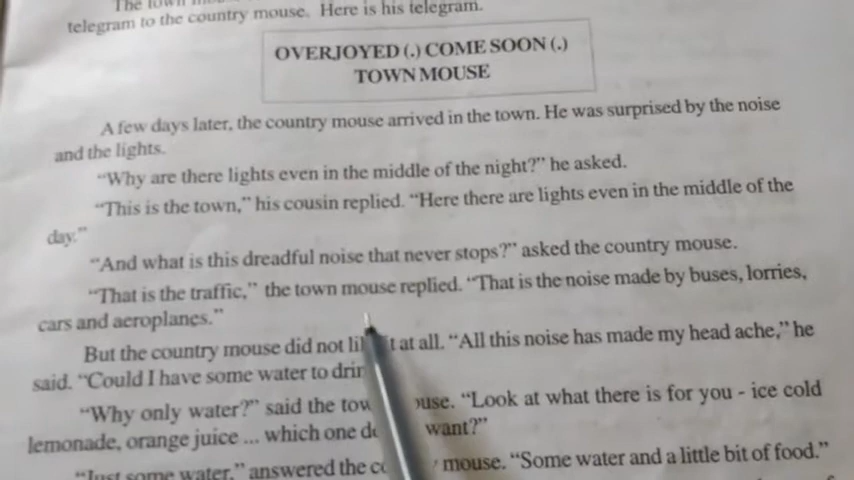 The town
telegram to the country mouse. Here is his telegram.
OVERJOYED (.) COME SOON (.)
TOWN MOUSE
A few days later, the country mouse arrived in the town. He was surprised by the noise
and the lights.
“Why are there lights even in the middle of the night?” he asked.
“This is the town,” his cousin replied. “Here there are lights even in the middle of the
day.”
“And what is this dreadful noise that never stops?” asked the country mouse.
“That is the traffic,” the town mouse replied. “That is the noise made by buses, lorries,
cars and aeroplanes.”
But the country mouse did not at all. “All this noise has made my head ache,” he
said. “Could I have some water to
“Why only water?” said the “Look at what there is for you - ice cold
lemonade, orange juice ... which one want?”
“Just some water,” answered the mouse. “Some water and a little bit of food.”